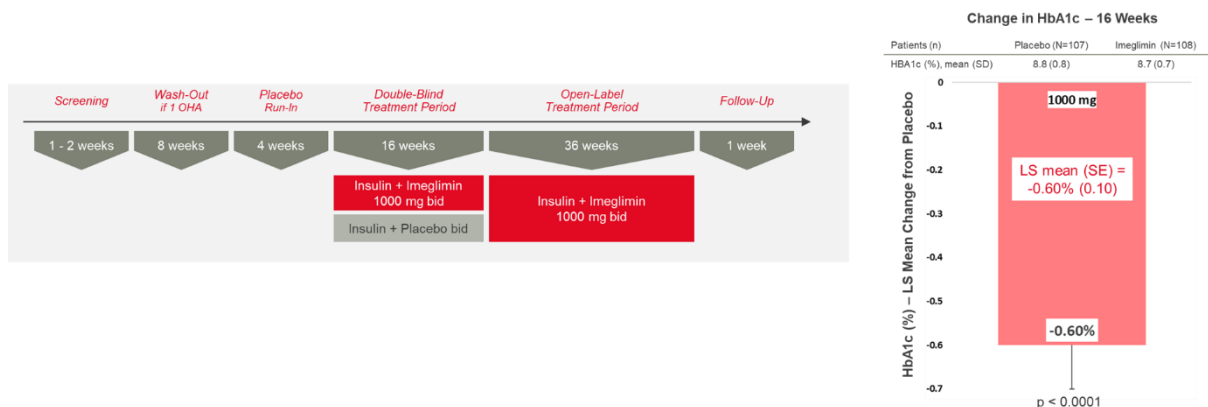 Screening
Wash-Out
if 1 OHA
Placebo
Run-In
Double-Blind
Treatment Period
Open-Label
Treatment Period
Follow-Up
1 - 2 weeks
8 weeks
4 weeks
16 weeks
36 weeks
1 week
Insulin + Imeglimin
1000 mg bid
Insulin + Placebo bid
Insulin + Imeglimin
1000 mg bid
Change in HbA1c – 16 Weeks
Patients (n) Placebo (N=107) Imeglimin (N=108)
HBA1c (%), mean (SD) 8.8 (0.8) 8.7 (0.7)
HbA1c (%) – LS Mean Change from Placebo
0
-0.1
-0.2
-0.3
-0.4
-0.5
-0.6
-0.7
1000 mg
LS mean (SE) =
-0.60% (0.10)
-0.60%
p < 0.0001